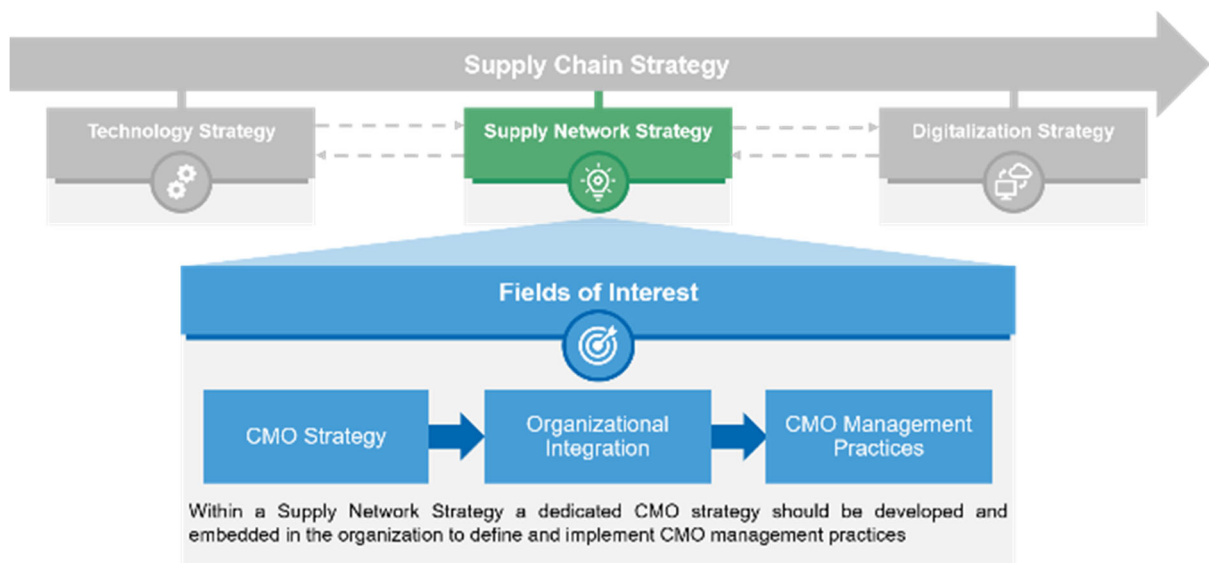 Supply Chain Strategy
Technology Strategy
Supply Network Strategy
Digitalization Strategy
Fields of Interest
CMO Strategy
Organizational
Integration
CMO Management
Practices
Within a Supply Network Strategy a dedicated CMO strategy should be developed and
embedded in the organization to define and implement CMO management practices